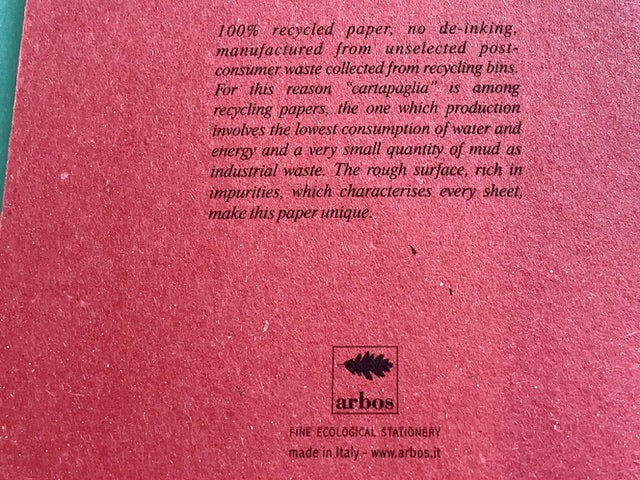 100% recycled paper, no de-inking,
manufactured from unselected post-
consumer waste collected from recycling bins.
For this reason "cartapaglia" is among
recycling papers, the one which production
involves the lowest consumption of water and
energy and a very small quantity of mud as
industrial waste. The rough surface, rich in
impurities, which characterises every sheet,
make this paper unique.
arbos
FINE ECOLOGICAL STATIONERY
made in Italy - www.arbos.it